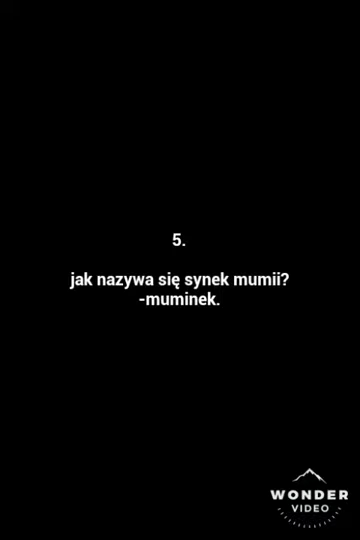 5.
jak nazywa się synek mumii?
-muminek.
WONDER
VIDEO